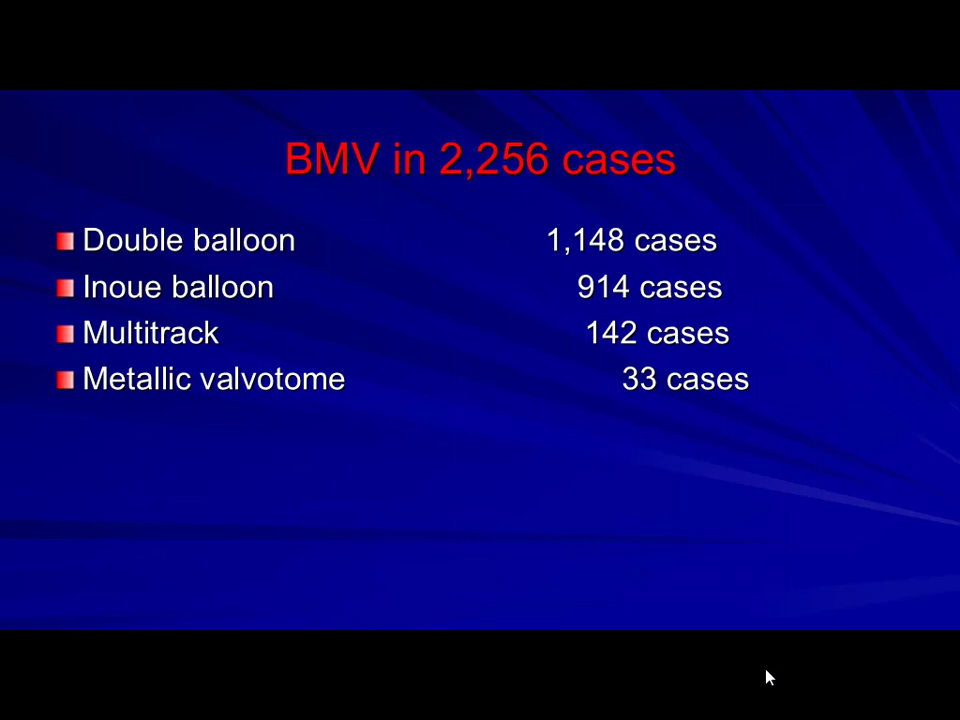 BMV in 2,256 cases
Double balloon 1,148 cases
Inoue balloon 914 cases
Multitrack 142 cases
Metallic valvotome 33 cases